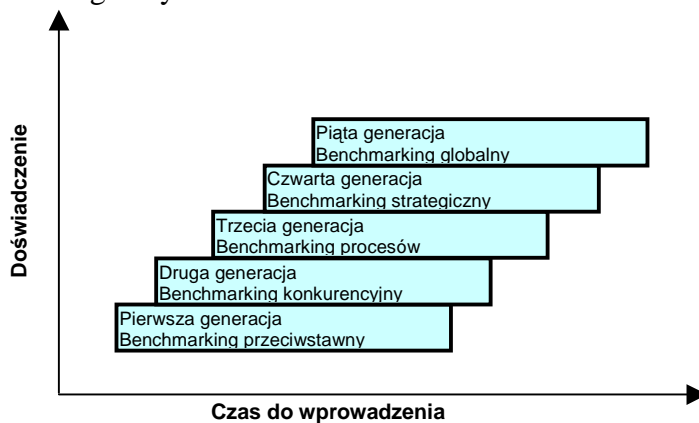 Doświadczenie
Piąta generacja
Benchmarking globalny
Czwarta generacja
Benchmarking strategiczny
Trzecia generacja
Benchmarking procesów
Druga generacja
Benchmarking konkurencyjny
Pierwsza generacja
Benchmarking przeciwstawny
Czas do wprowadzenia